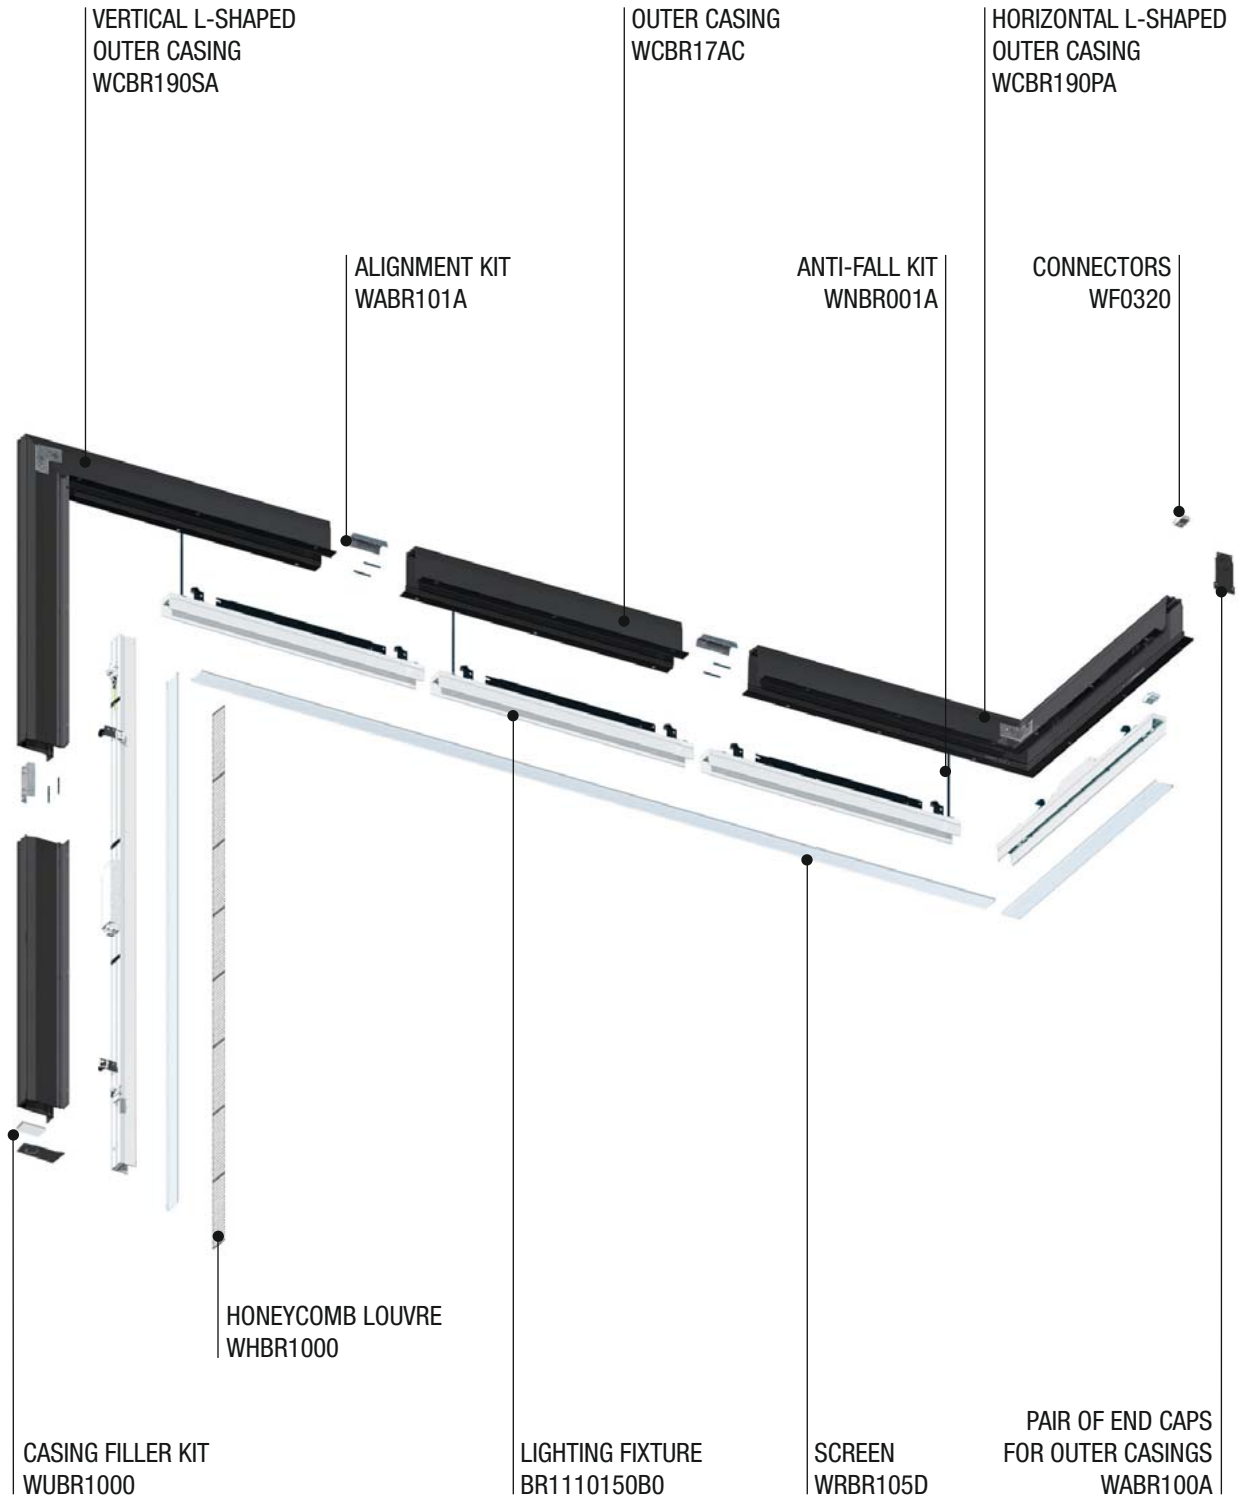 VERTICAL L-SHAPED
OUTER CASING
WCBR190SA
OUTER CASING
WCBR17AC
HORIZONTAL L-SHAPED
OUTER CASING
WCBR190PA
ALIGNMENT KIT
WABR101A
ANTI-FALL KIT
WNBR001A
CONNECTORS
WF0320
HONEYCOMB LOUVRE
WHBR1000
CASING FILLER KIT
WUBR1000
LIGHTING FIXTURE
BR1110150B0
SCREEN
WRBR105D
PAIR OF END CAPS
FOR OUTER CASINGS
WABR100A